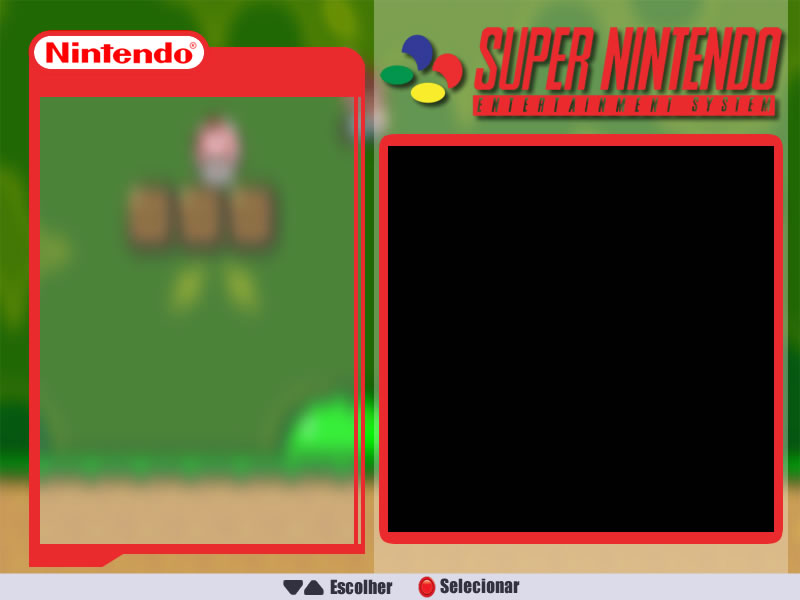 Nintendo®
SUPER NINTENDO
ENTERTAINMENT SYSTEM
Escolher
Selecionar